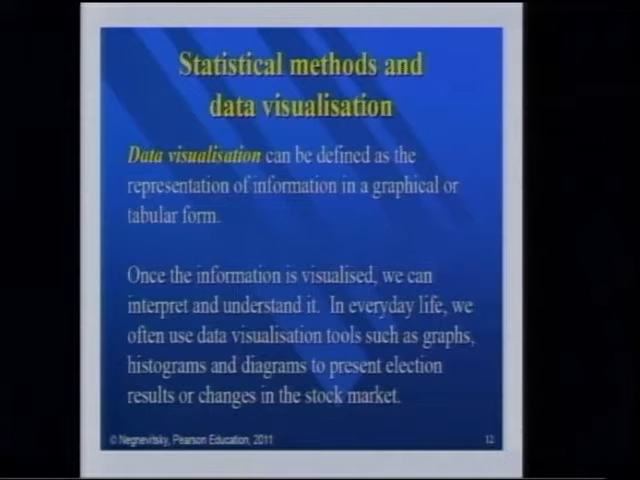 Statistical methods and
data visualisation
Data visualisation can be defined as the
representation of information in a graphical or
tabular form.
Once the information is visualised, we can
interpret and understand it. In everyday life, we
often use data visualisation tools such as graphs,
histograms and diagrams to present election
results or changes in the stock market.
© Negnevitsky, Pearson Education, 2011
12